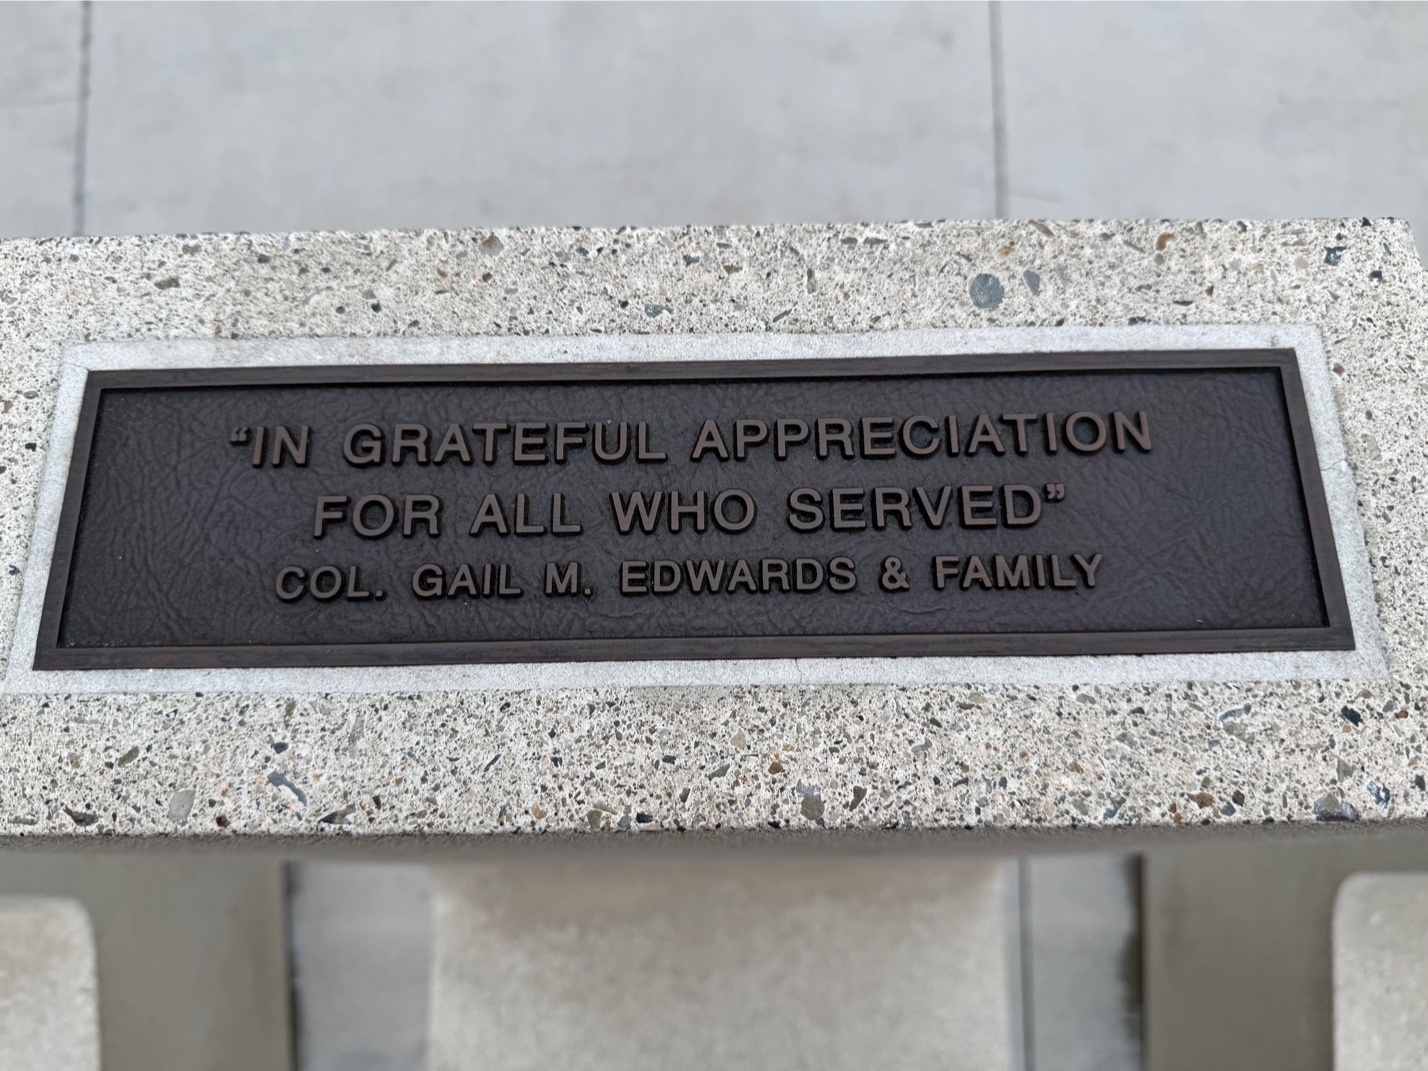 “IN GRATEFUL APPRECIATION
FOR ALL WHO SERVED”
COL. GAIL M. EDWARDS & FAMILY